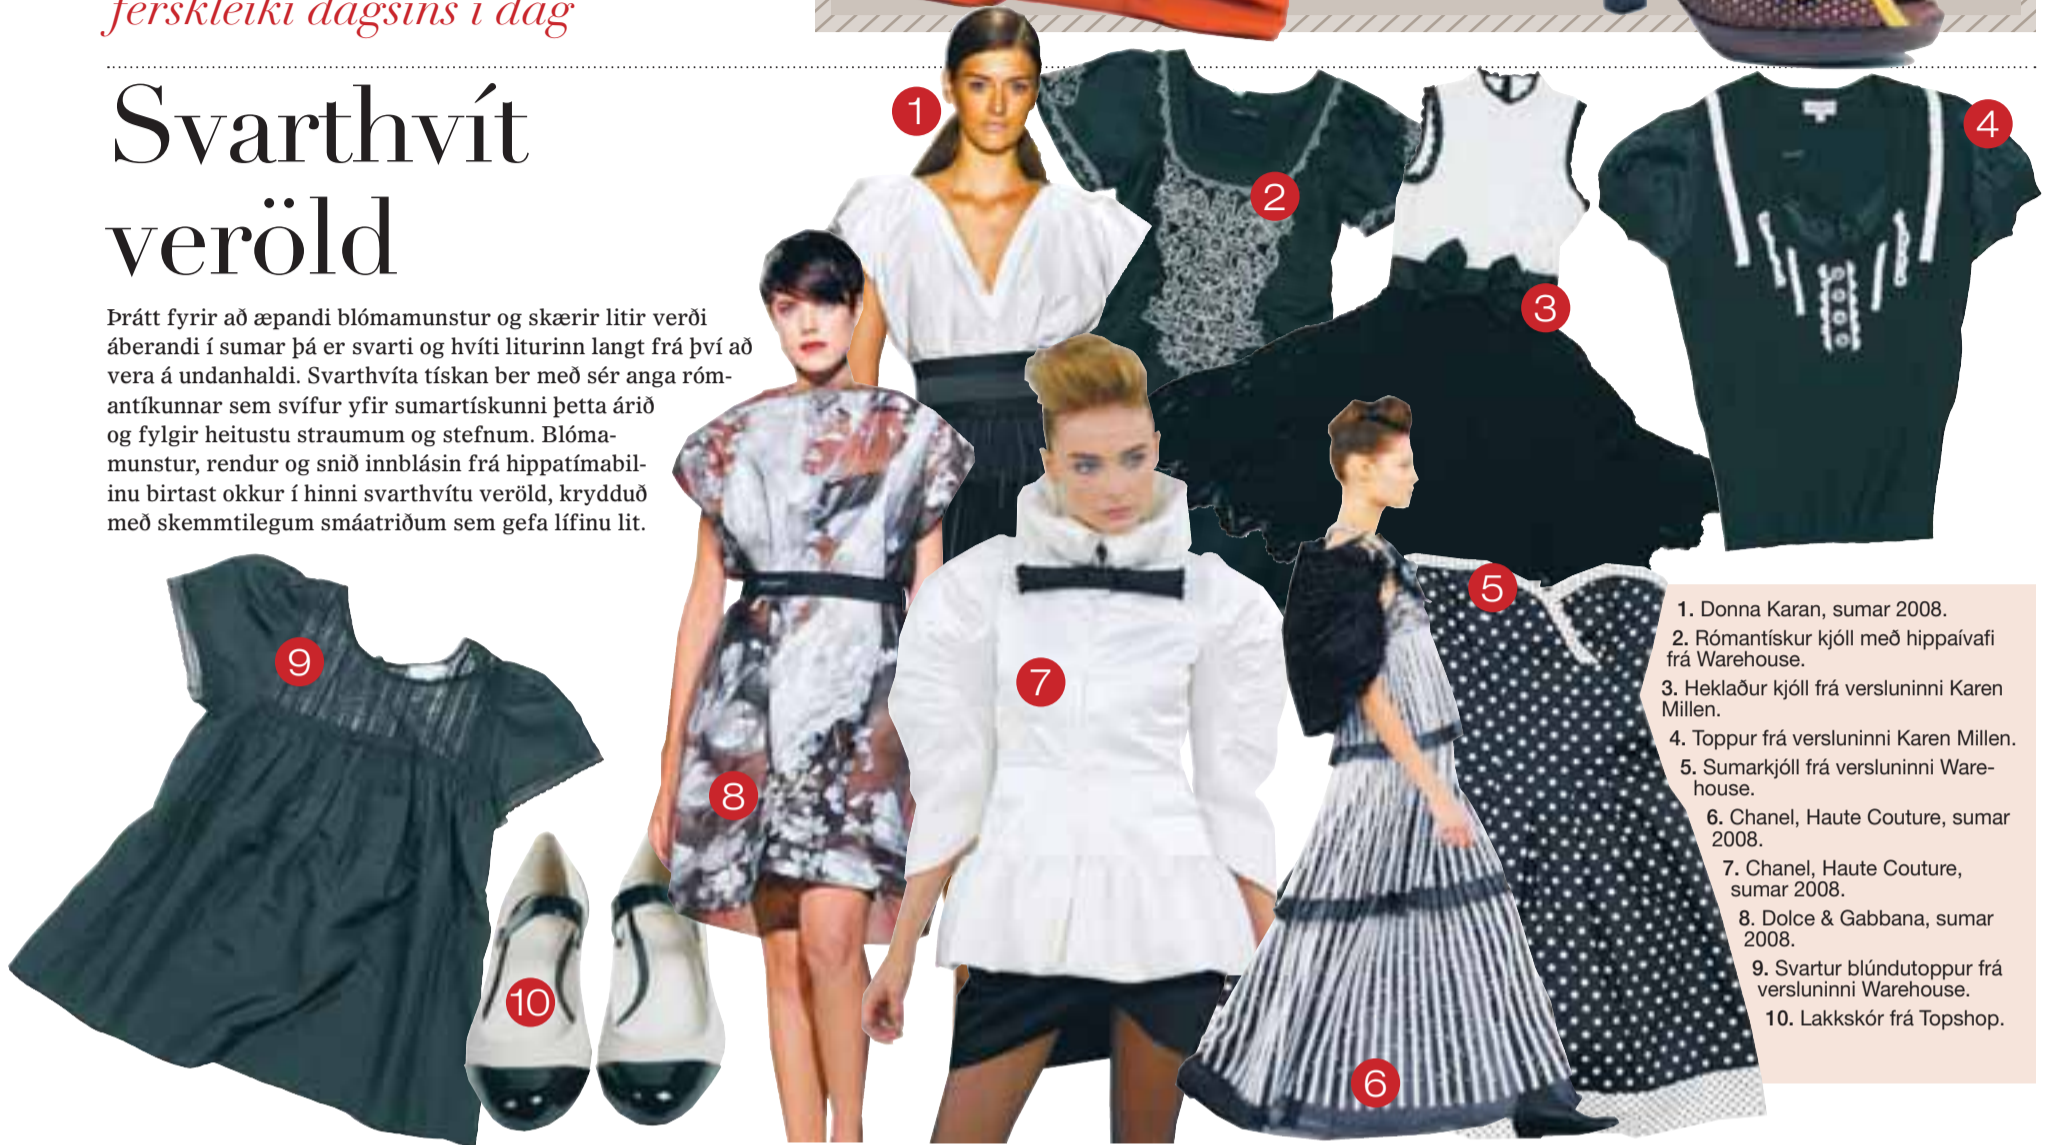 ferskleiki dagsins í dag
Svarthvít
veröld
Þrátt fyrir að æpandi blómamunstur og skærir litir verði
áberandi í sumar þá er svarti og hvíti liturinn langt frá því að
vera á undanhaldi. Svarthvíta tískan ber með sér anga róm-
antíkunnar sem svífur yfir sumartískunni þetta árið
og fylgir heitustu straumum og stefnum. Blóma-
munstur, rendur og snið innblásin frá hippatímabil-
inu birtast okkur í hinni svarthvítu veröld, krydduð
með skemmtilegum smáatriðum sem gefa lífinu lit.
1
2
3
4
5
6
7
8
9
10
1. Donna Karan, sumar 2008.
2. Rómantískur kjóll með hippaívafi
frá Warehouse.
3. Heklaður kjóll frá versluninni Karen
Millen.
4. Toppur frá versluninni Karen Millen.
5. Sumarkjóll frá versluninni Ware-
house.
6. Chanel, Haute Couture, sumar
2008.
7. Chanel, Haute Couture,
sumar 2008.
8. Dolce & Gabbana, sumar
2008.
9. Svartur blúndutoppur frá
versluninni Warehouse.
10. Lakkskór frá Topshop.